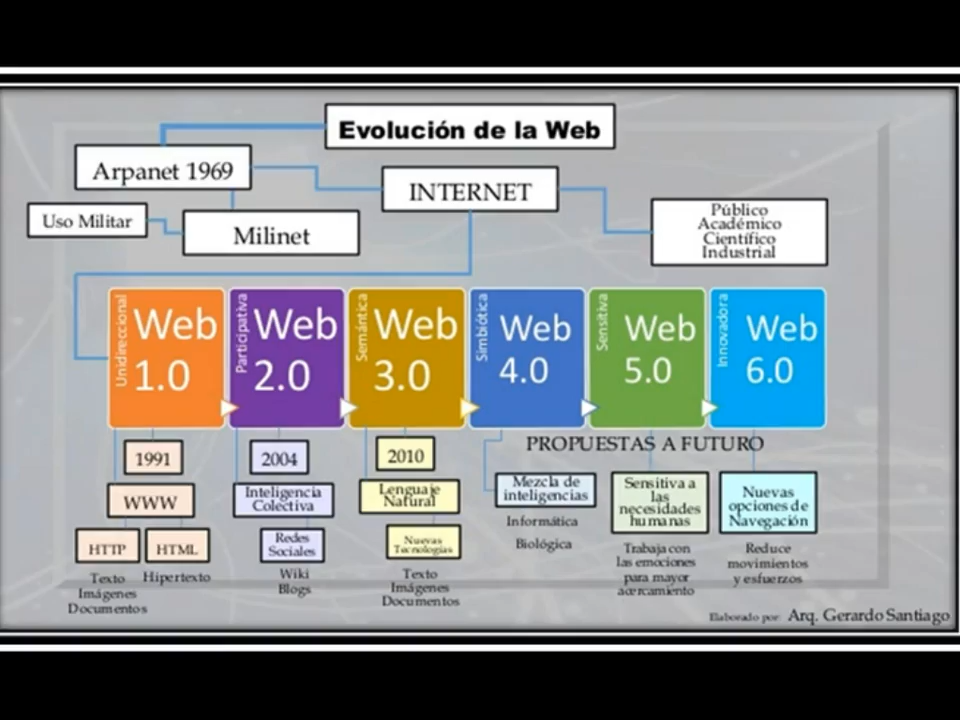 Evolución de la Web
Arpanet 1969
INTERNET
Uso Militar
Milinet
Público
Académico
Científico
Industrial
Unidireccional
Web
1.0
Participativa
Web
2.0
Semántica
Web
3.0
Simbiótica
Web
4.0
Sensitiva
Web
5.0
Innovadora
Web
6.0
PROPUESTAS A FUTURO
1991
WWW
HTTP
HTML
Texto
Imágenes
Documentos
Hipertexto
2004
Inteligencia
Colectiva
Redes
Sociales
Wiki
Blogs
2010
Lenguaje
Natural
Nuevas
Tecnologías
Texto
Imágenes
Documentos
Mezcla de
inteligencias
Informática
Biológica
Sensitiva a
las
necesidades
humanas
Trabaja con
las emociones
para mayor
acercamiento
Nuevas
opciones de
Navegación
Reduce
movimientos
y esfuerzos
Elaborado por: Arq. Gerardo Santiago